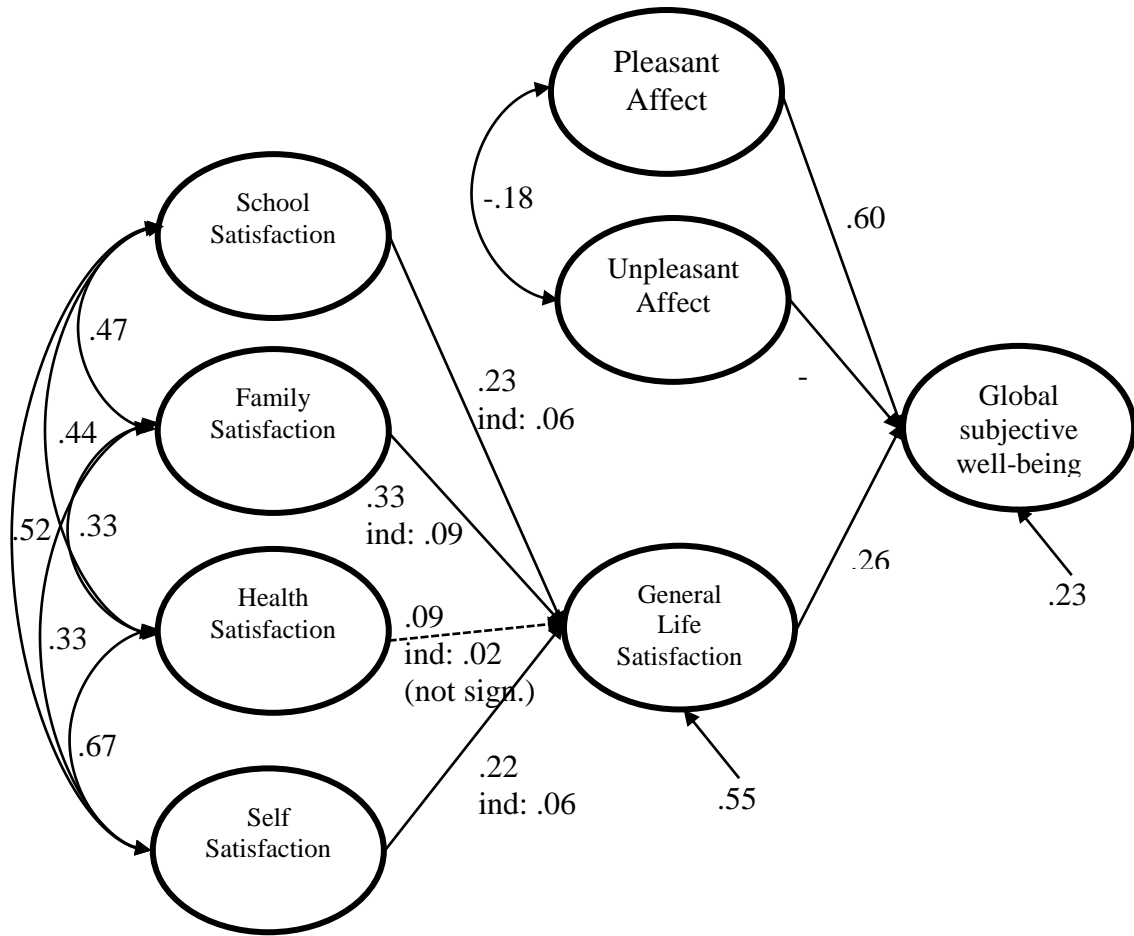 Pleasant
Affect
-.18
School
Satisfaction
.60
Unpleasant
Affect
.47
.23
ind: .06
-
Family
Satisfaction
Global
subjective
well-being
.44
.33
ind: .09
.52
.33
.26
Health
Satisfaction
.09
ind: .02
(not sign.)
General
Life
Satisfaction
.23
.33
.67
.22
ind: .06
.55
Self
Satisfaction